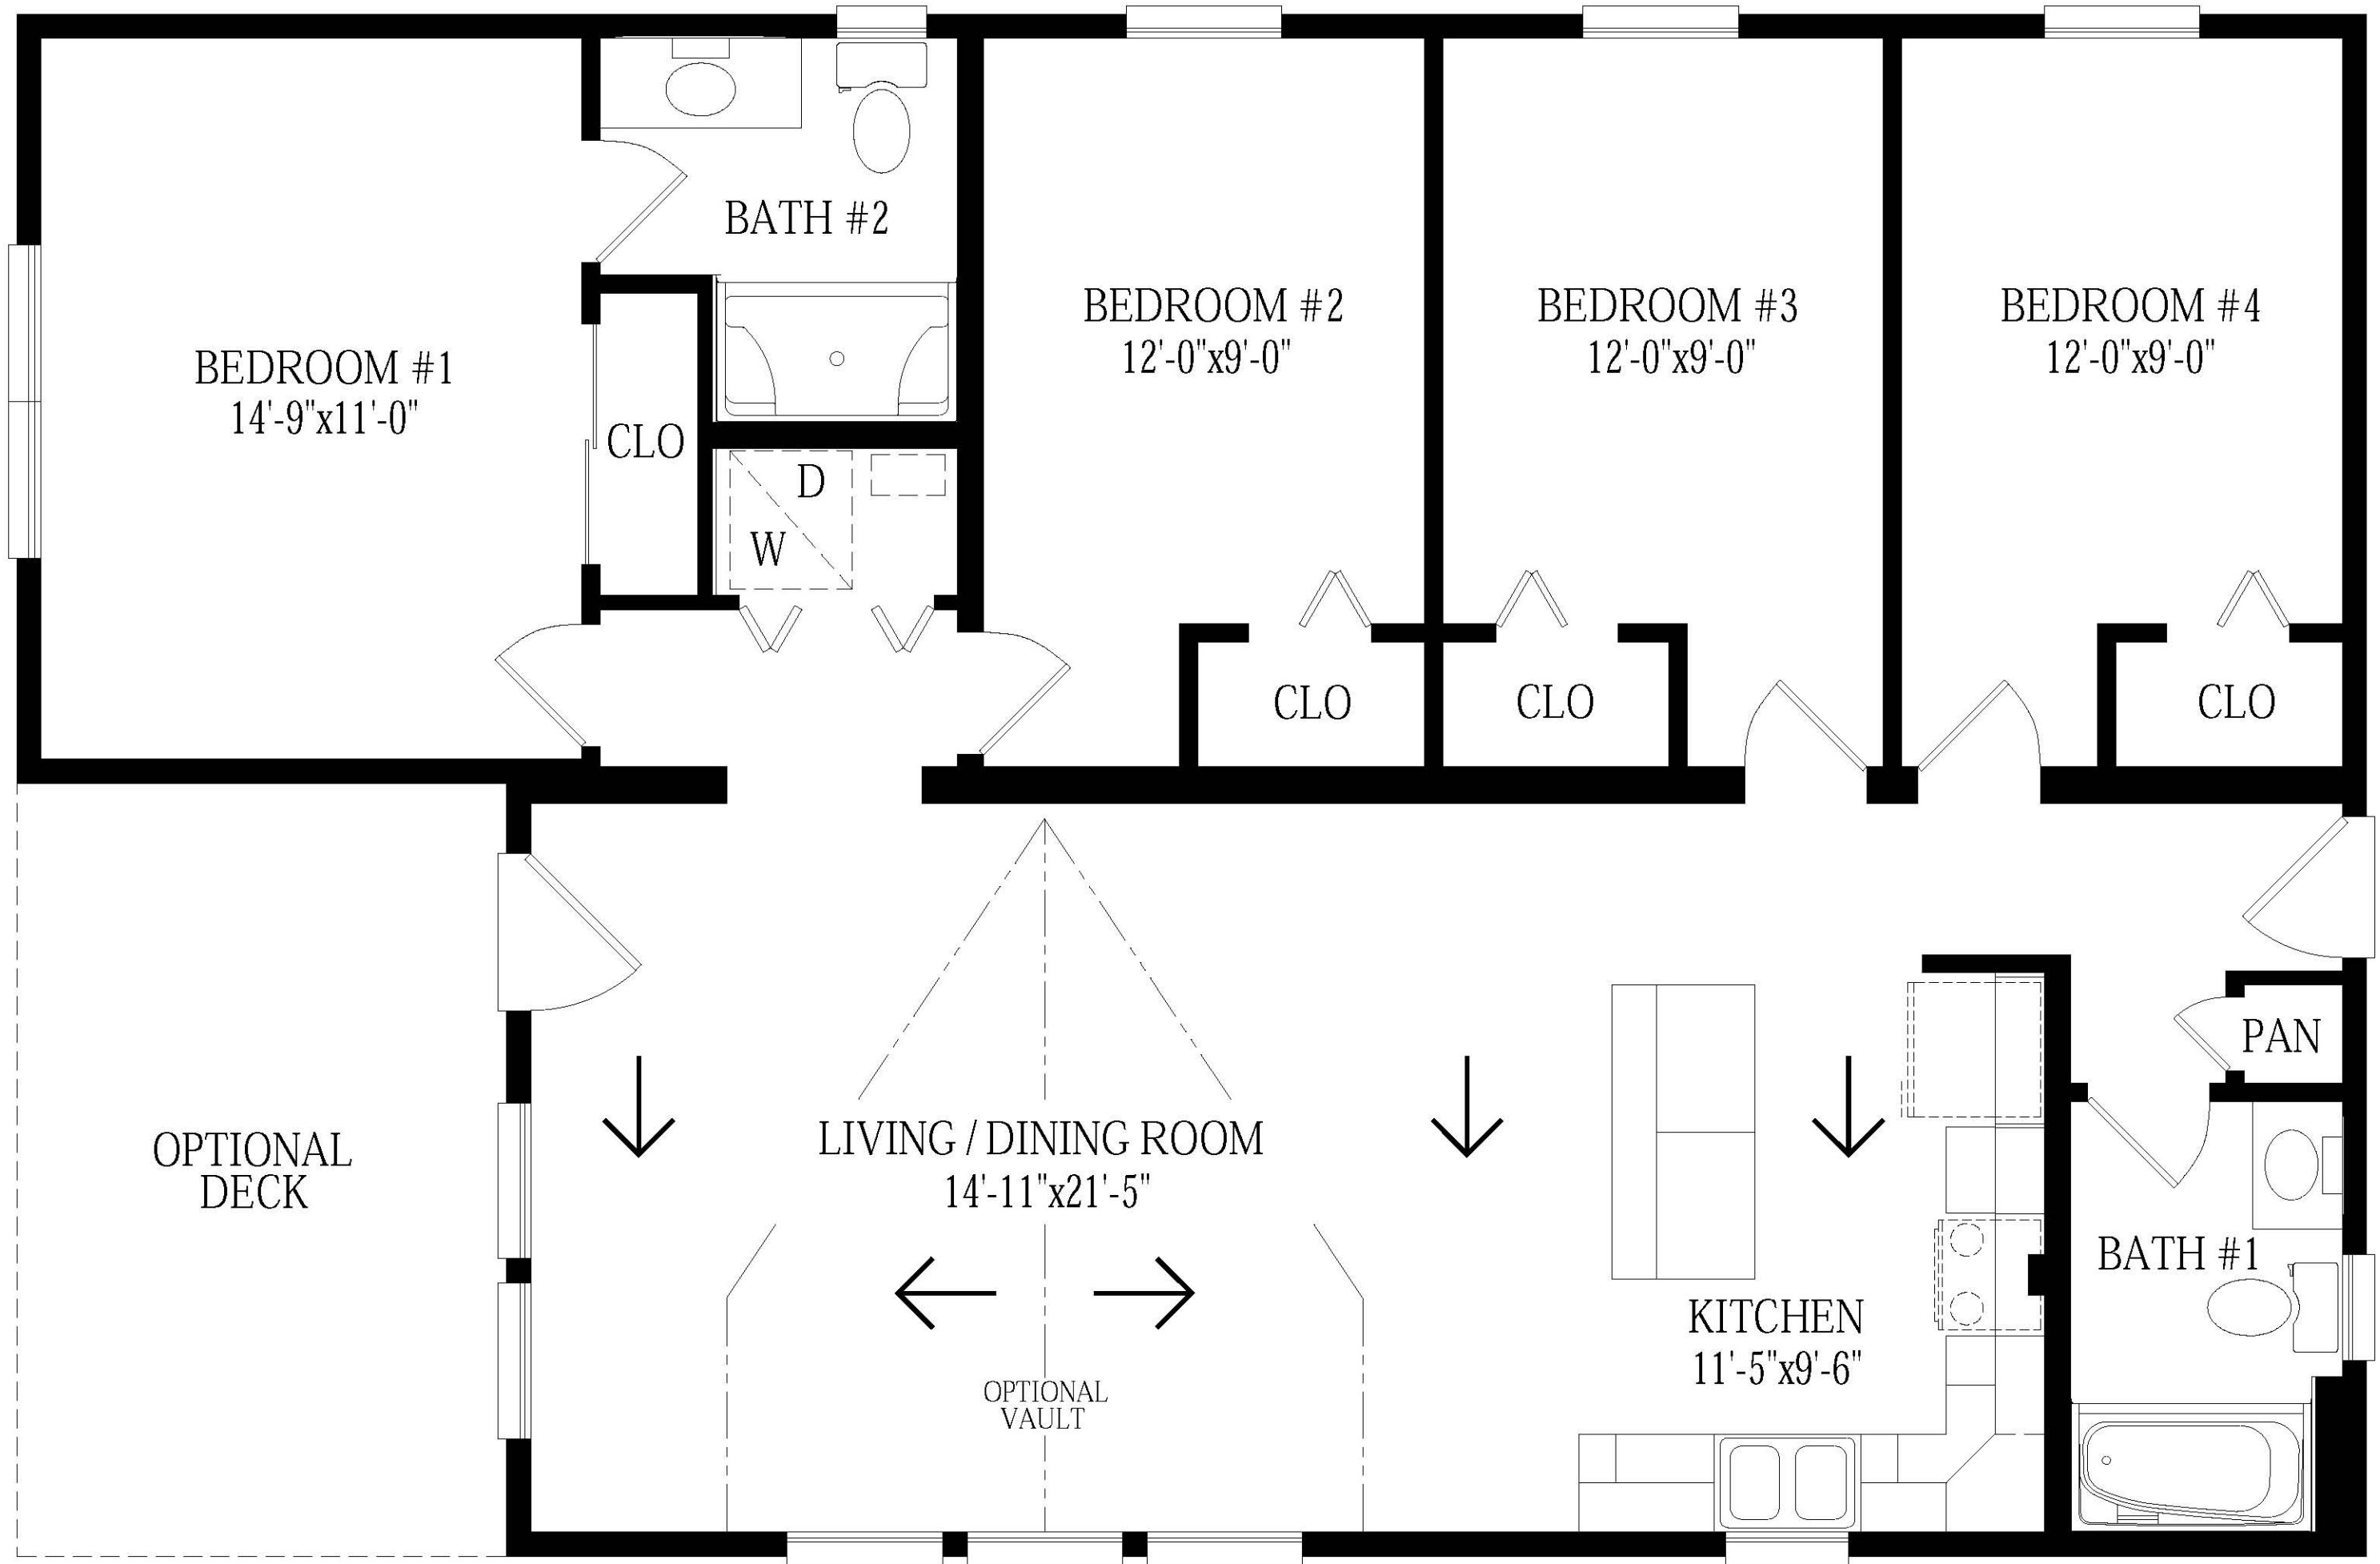 BATH #2
BEDROOM #1
14'-9"x11'-0"
CLO
D
W
BEDROOM #2
12'-0"x9'-0"
CLO
BEDROOM #3
12'-0"x9'-0"
CLO
BEDROOM #4
12'-0"x9'-0"
CLO
OPTIONAL
DECK
LIVING / DINING ROOM
14'-11"x21'-5"
OPTIONAL
VAULT
KITCHEN
11'-5"x9'-6"
PAN
BATH #1